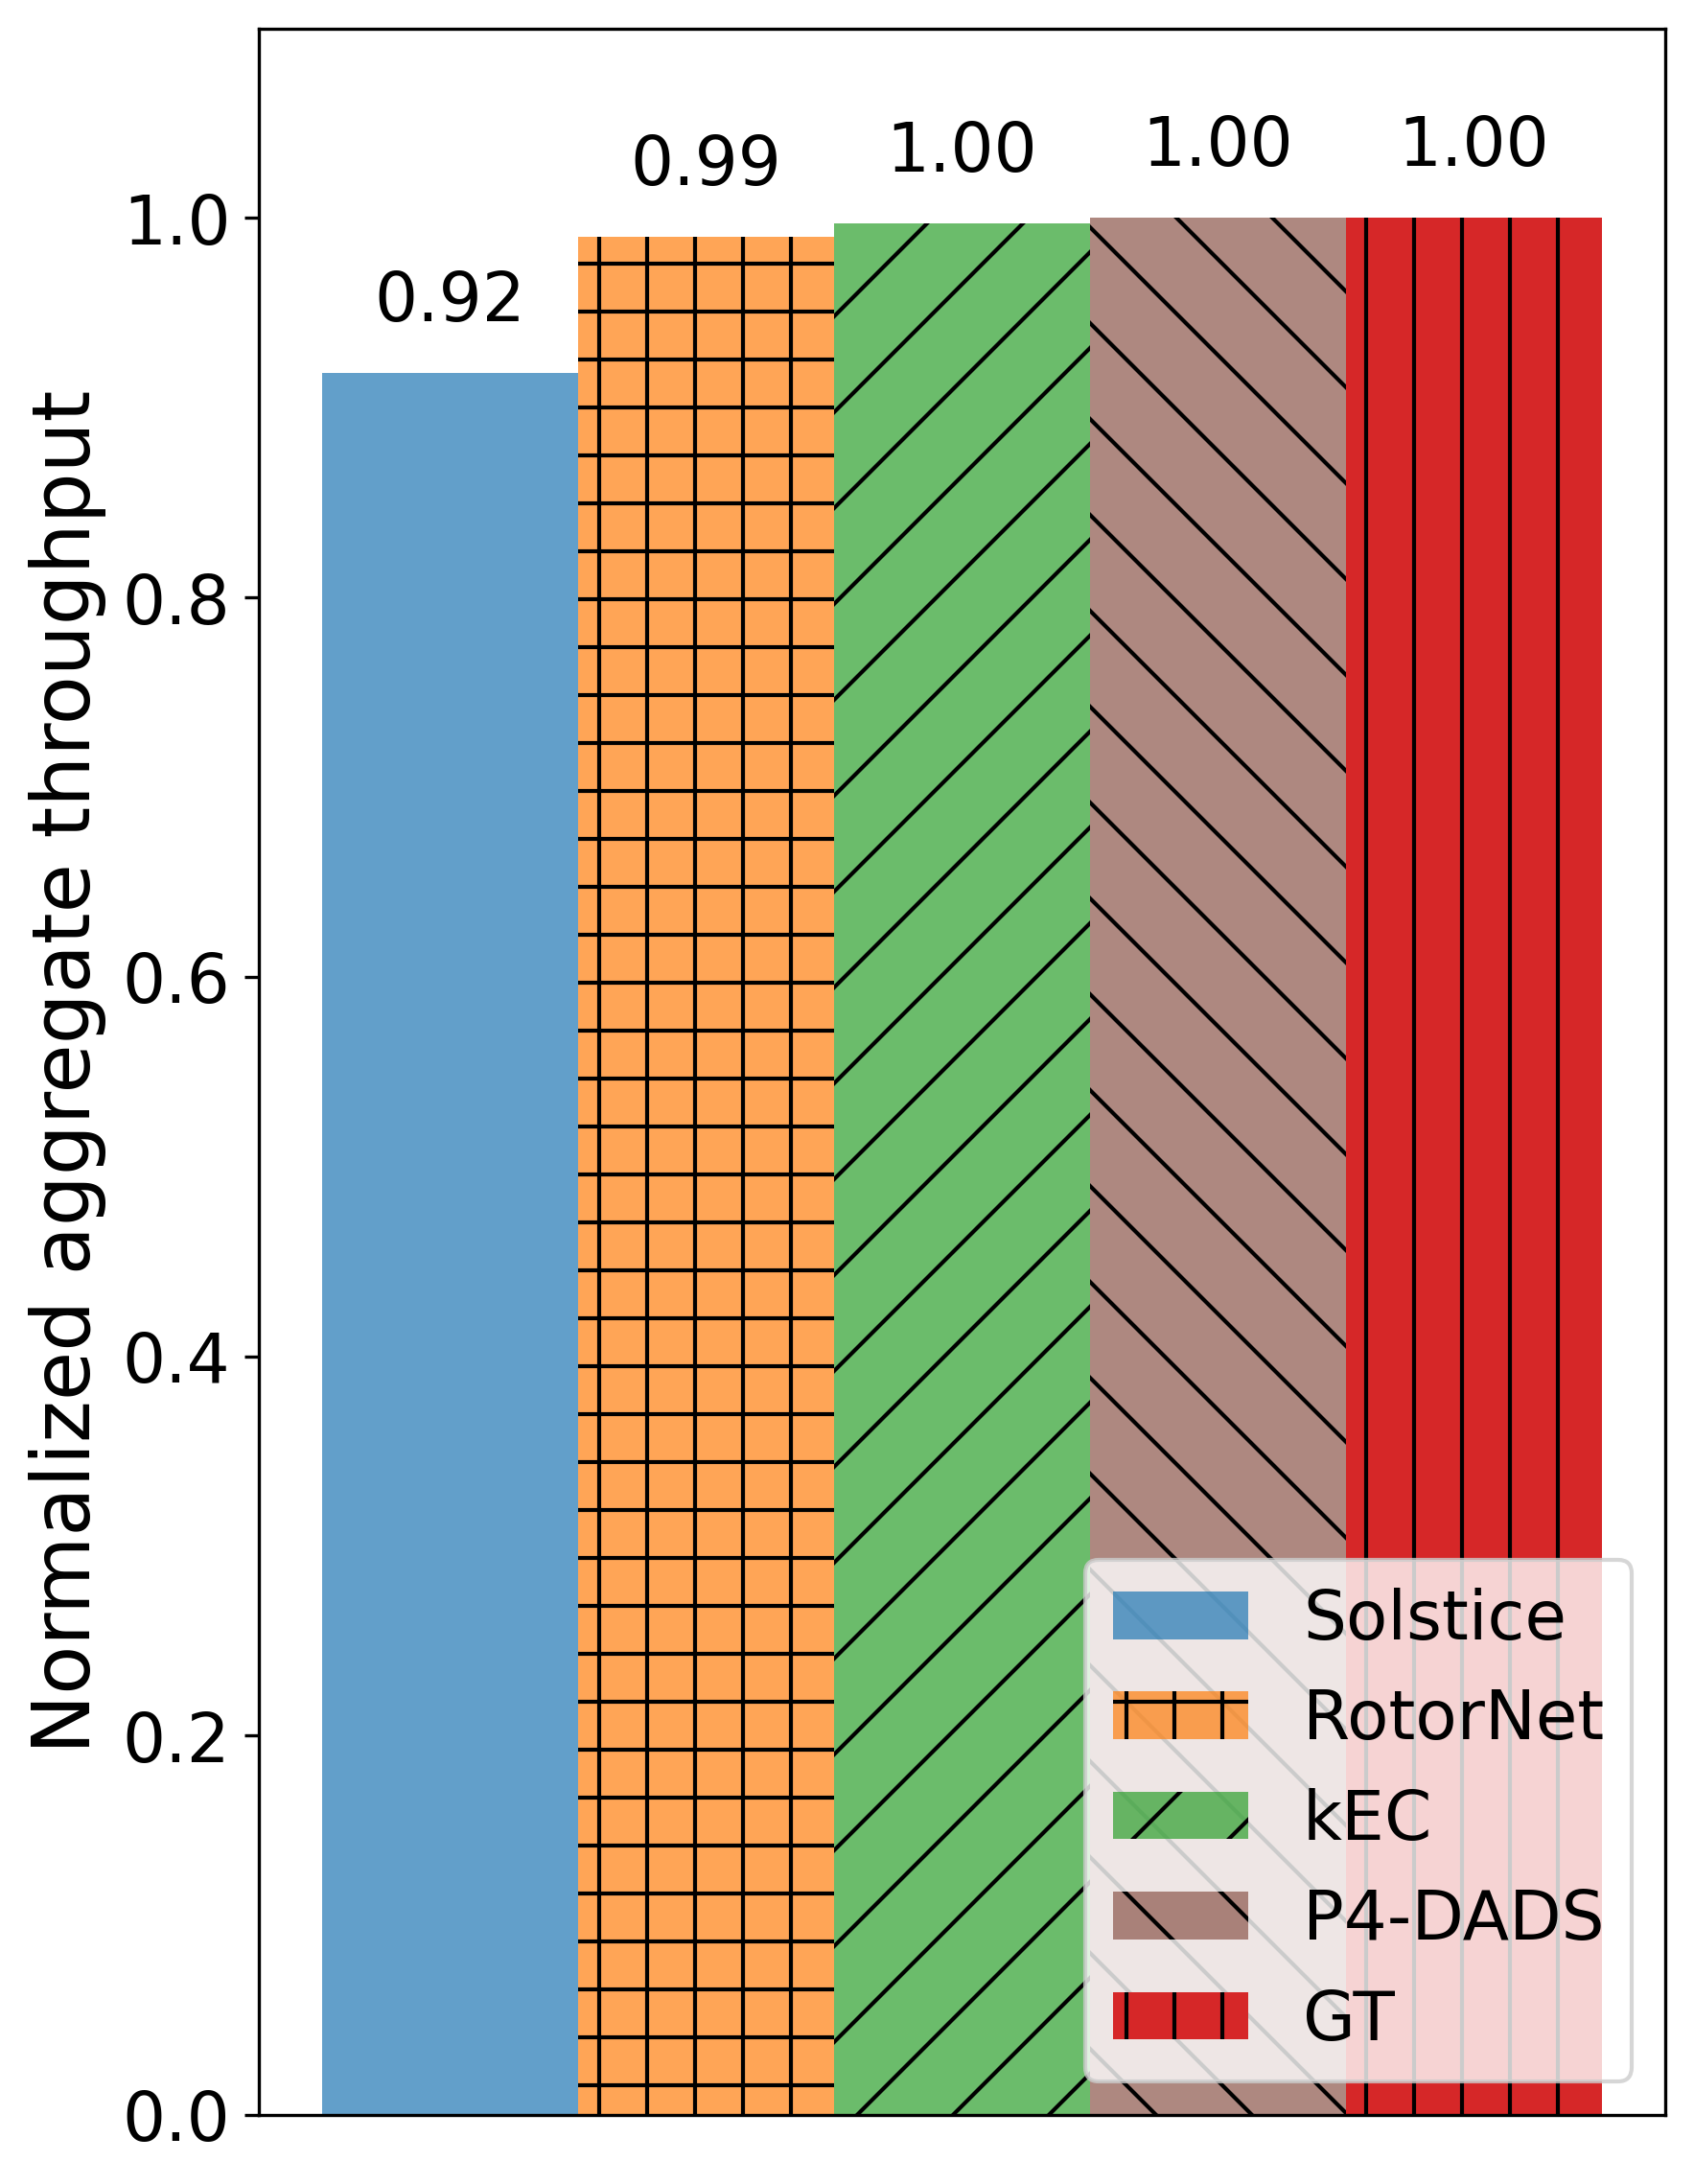 Normalized aggregate throughput
1.0
0.8
0.6
0.4
0.2
0.0
0.92
0.99
1.00
1.00
1.00
Solstice
RotorNet
kEC
P4-DADS
GT